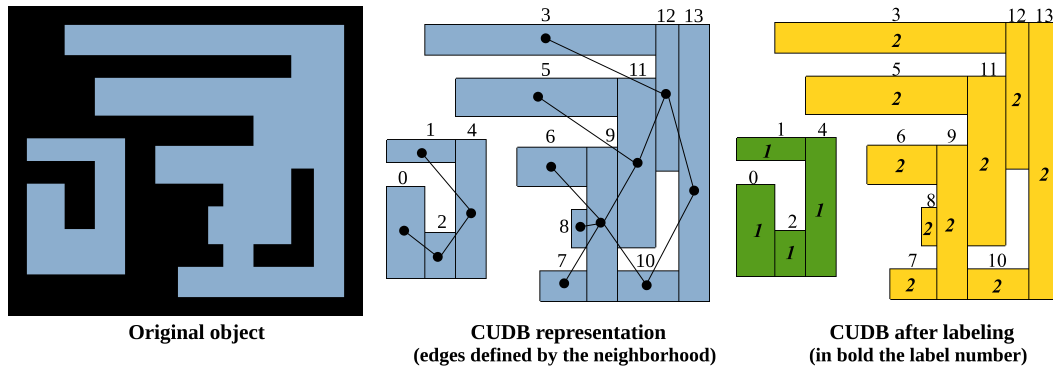 3 12 13
5 11
1 4 6 9
0
2 8
7 10
3 12 13
2
5 11
2 2
1 4 6 9
1 2 2
0 8
1 2 1 2 2 2
1 7 10
2 2
Original object
CUDB representation
(edges defined by the neighborhood)
CUDB after labeling
(in bold the label number)